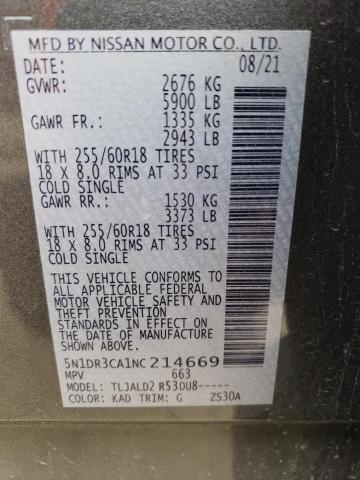 MFD BY NISSAN MOTOR CO., LTD.
DATE: 08/21
GVWR: 2676 KG
5900 LB
GAWR FR.: 1335 KG
2943 LB
WITH 255/60R18 TIRES
18 X 8.0 RIMS AT 33 PSI
COLD SINGLE
GAWR RR.: 1530 KG
3373 LB
WITH 255/60R18 TIRES
18 X 8.0 RIMS AT 33 PSI
COLD SINGLE
THIS VEHICLE CONFORMS TO
ALL APPLICABLE FEDERAL
MOTOR VEHICLE SAFETY
AND THEFT PREVENTION
STANDARDS IN EFFECT ON
THE DATE OF MANUFACTURE
SHOWN ABOVE.
5N1DR3CA1NC214669
MPV 663
MODEL: TLJALD2 R53DU8-----
COLOR: KAD TRIM: G ZS30A